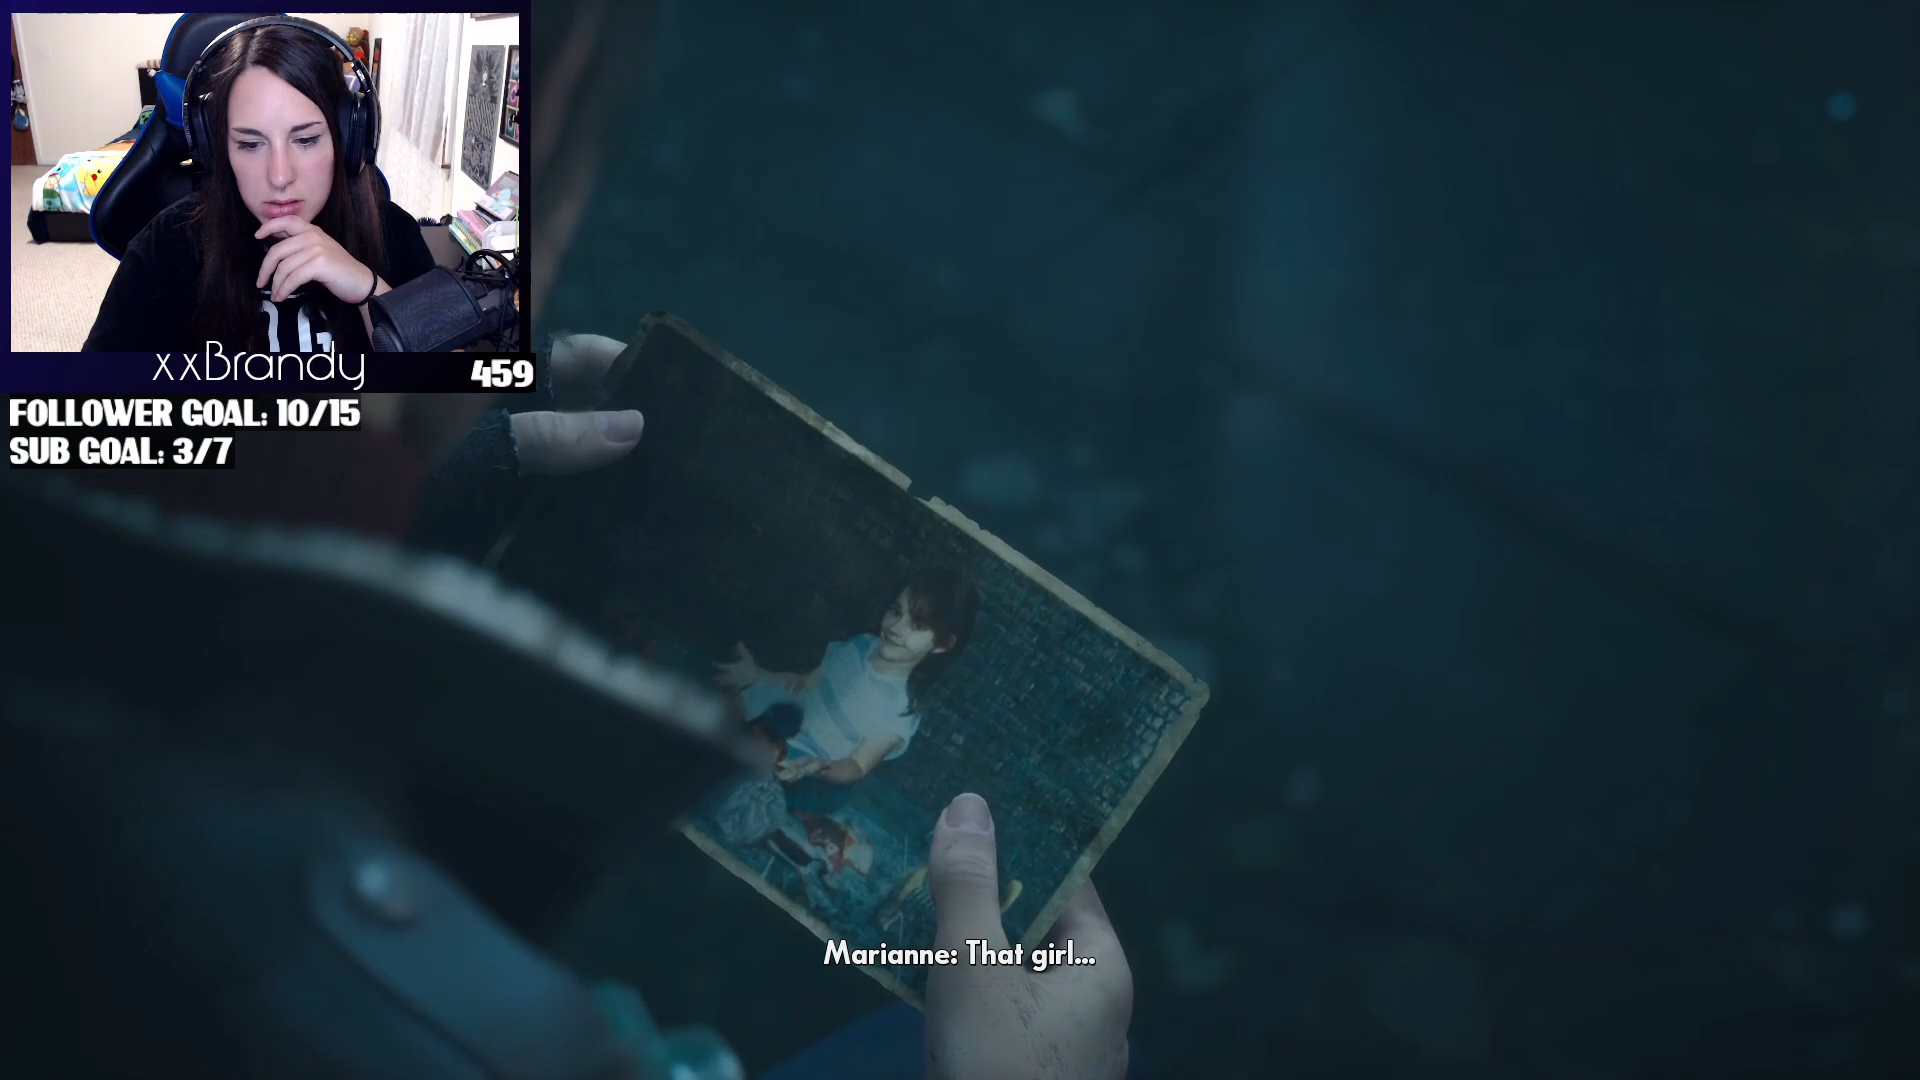 xxBrandy
459
FOLLOWER GOAL: 10/15
SUB GOAL: 3/7
Marianne: That girl...